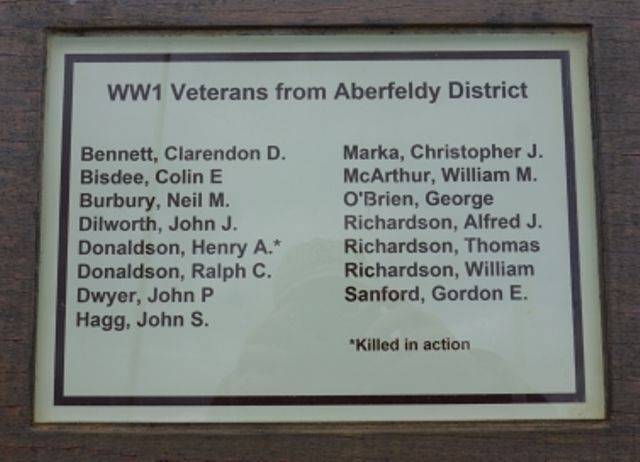 WW1 Veterans from Aberfeldy District
Bennett, Clarendon D.
Bisdee, Colin E
Burbury, Neil M.
Dilworth, John J.
Donaldson, Henry A.*
Donaldson, Ralph C.
Dwyer, John P
Hagg, John S.
Marka, Christopher J.
McArthur, William M.
O'Brien, George
Richardson, Alfred J.
Richardson, Thomas
Richardson, William
Sanford, Gordon E.
*Killed in action